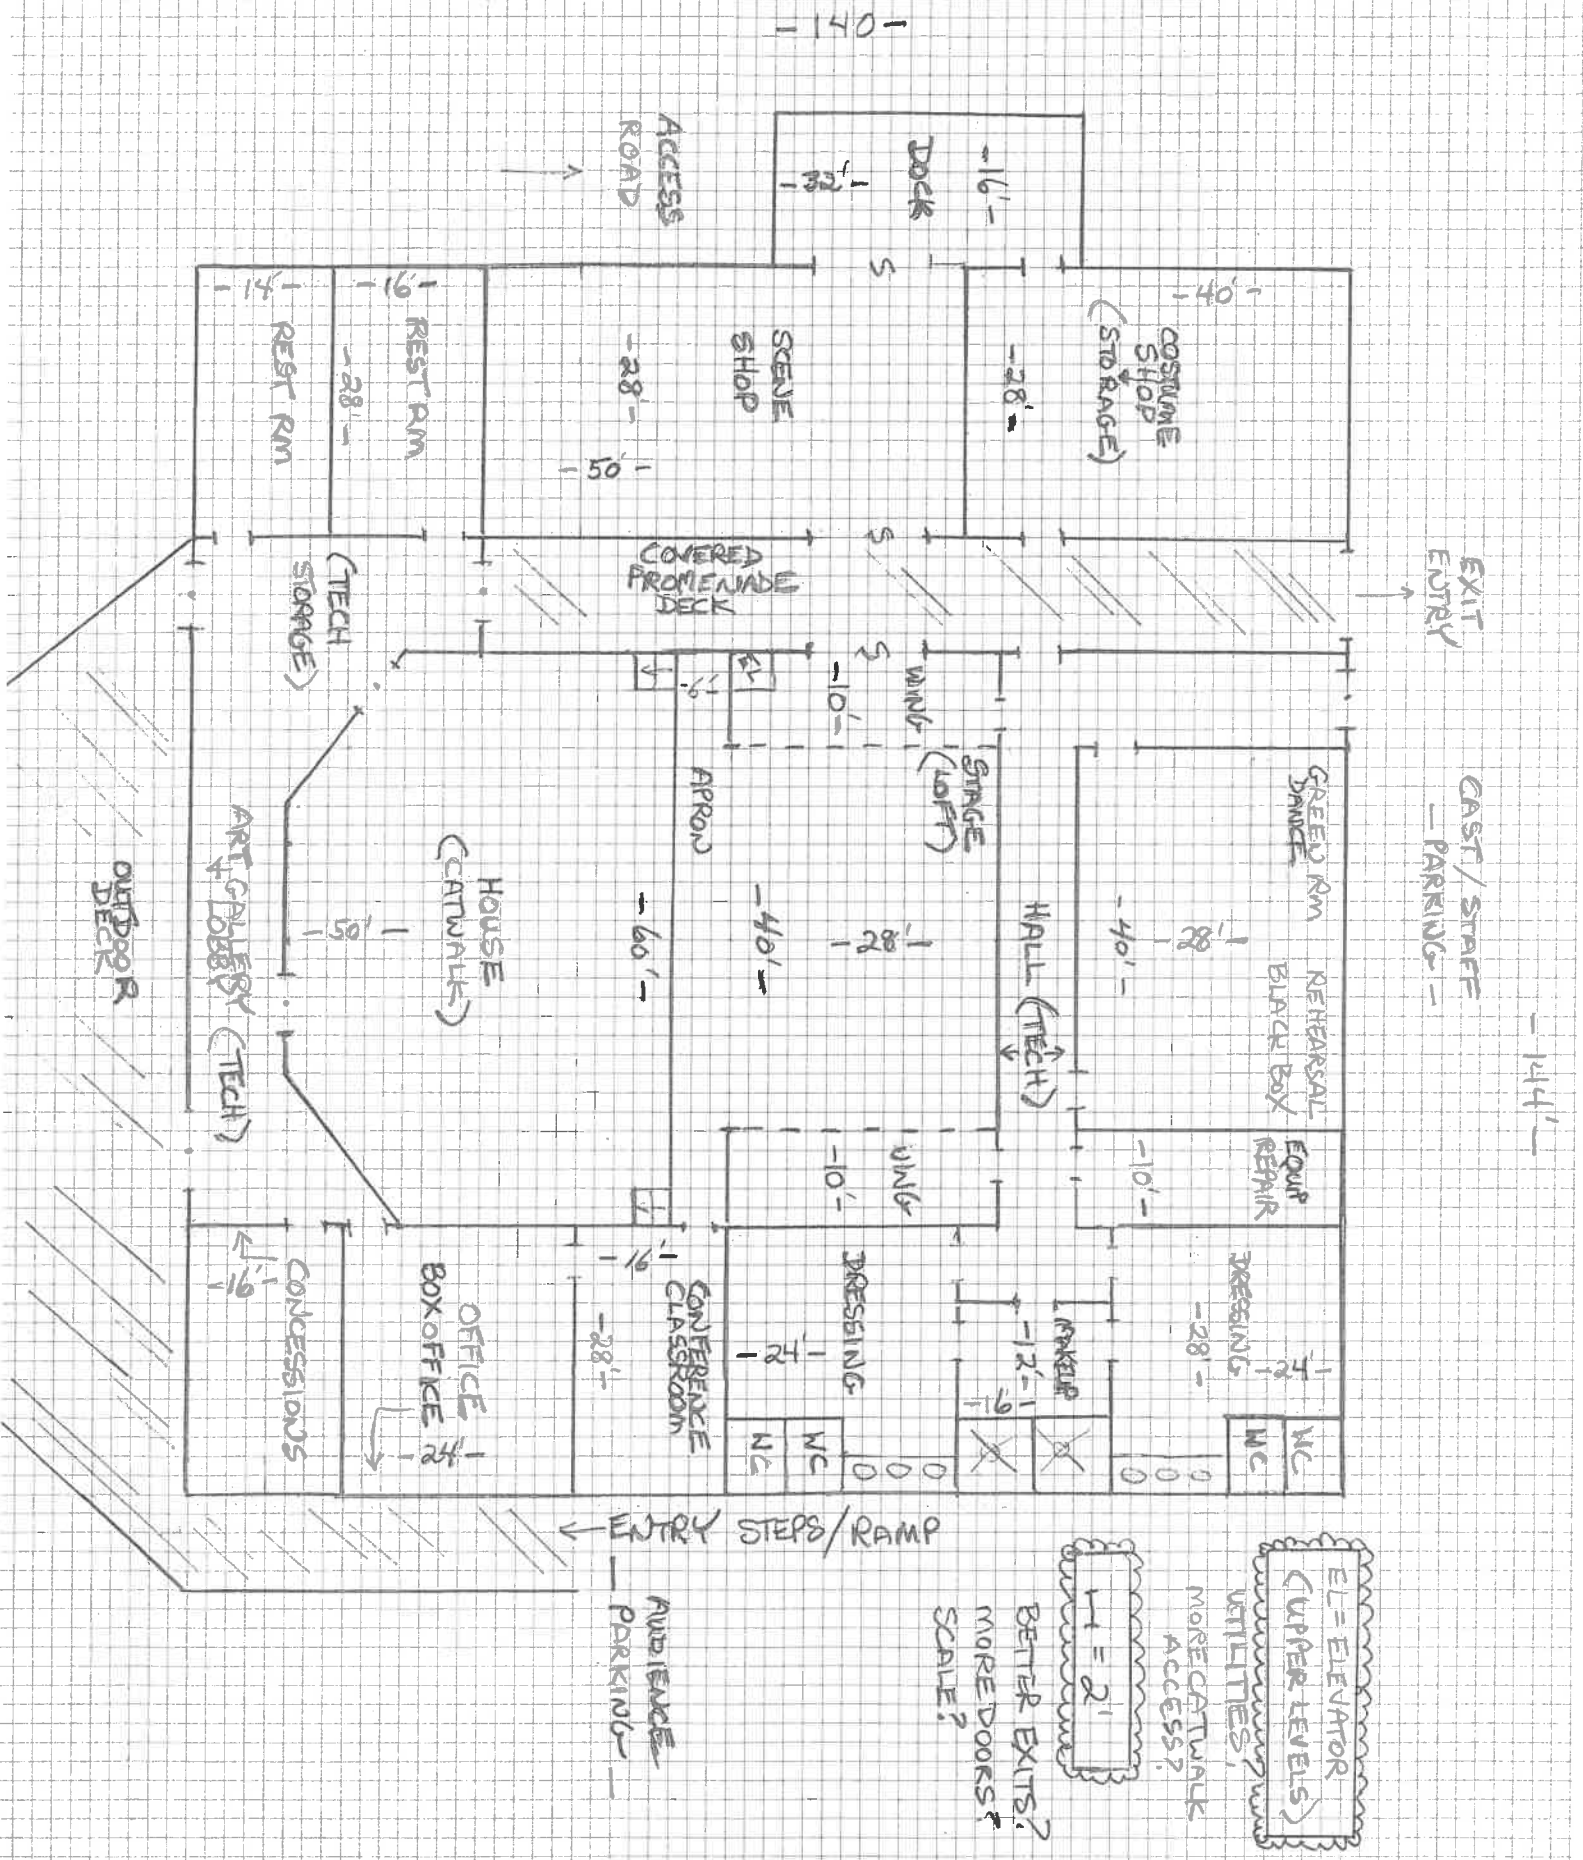 -140-
ACCESS
ROAD
DOCK
-32'-
-16'-
-14'-
REST RM
-28'-
-16'-
REST RM
SCENE
SHOP
-28'-
-50'-
S
-40'-
COSTUME
SHOP
(STORAGE)
-28'-
S
COVERED
PROMENADE
DECK
EXIT
ENTRY
(TECH
STORAGE)
S
-6'-
EL
-10'-
WING
STAGE
(LOFT)
APRON
-40'-
-28'-
HOUSE
(CATWALK)
-50'-
-60'-
ART GALLERY
LOBBY (TECH)
OUTDOOR
DECK
HALL (TECH)
GREEN RM REHEARSAL
DANCE
BLACK BOX
-40'-
-28'-
CAST/STAFF
-PARKING-
-144'-
WING
-10'-
EQUIP
REPAIR
-10'-
CONCESSIONS
-16'-
OFFICE
BOX OFFICE
-24'-
-16'-
CONFERENCE
CLASSROOM
-28'-
DRESSING
-24'-
WC
WC
MAKEUP
-12'-
-16'-
DRESSING
-28'-
-24'-
WC
WC
ENTRY STEPS/RAMP
AUDIENCE
-PARKING-
EL=ELEVATOR
(UPPER LEVELS)
UTILITIES?
MORE CATWALK
ACCESS?
H = 2'
BETTER EXITS?
MORE DOORS?
SCALE?